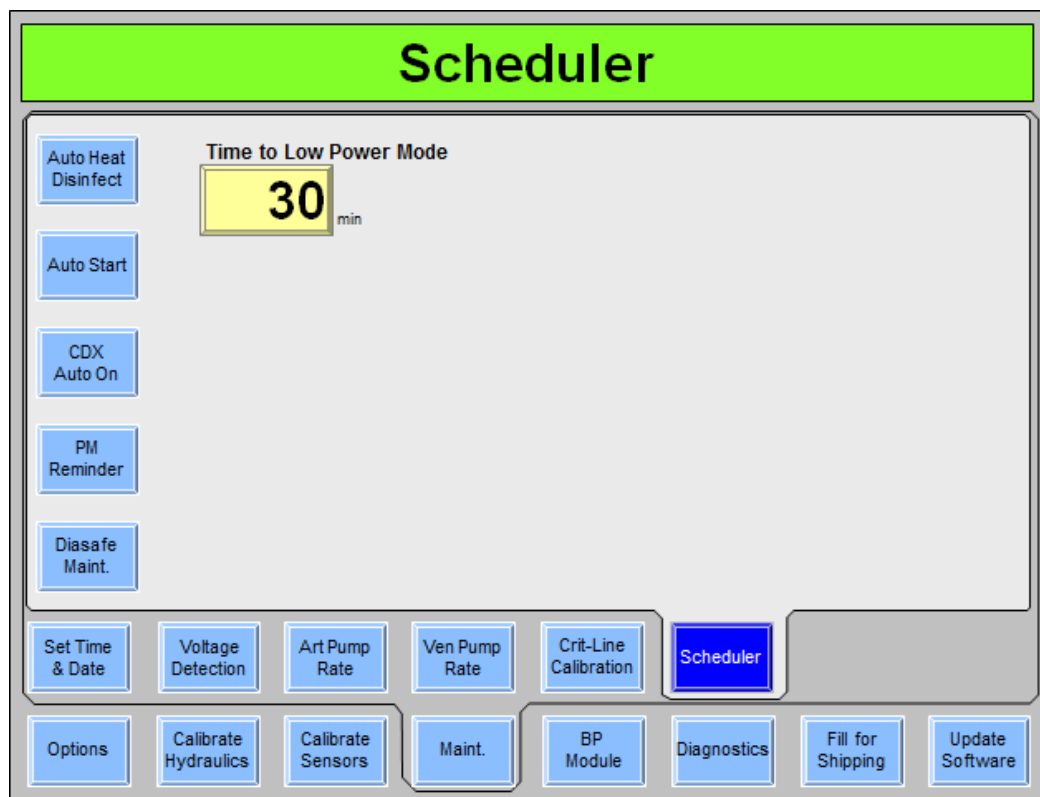 Scheduler
Auto Heat
Disinfect
Time to Low Power Mode
30 min
Auto Start
CDX
Auto On
PM
Reminder
Diasafe
Maint.
Set Time
& Date
Voltage
Detection
Art Pump
Rate
Ven Pump
Rate
Crit-Line
Calibration
Scheduler
Options
Calibrate
Hydraulics
Calibrate
Sensors
Maint.
BP
Module
Diagnostics
Fill for
Shipping
Update
Software